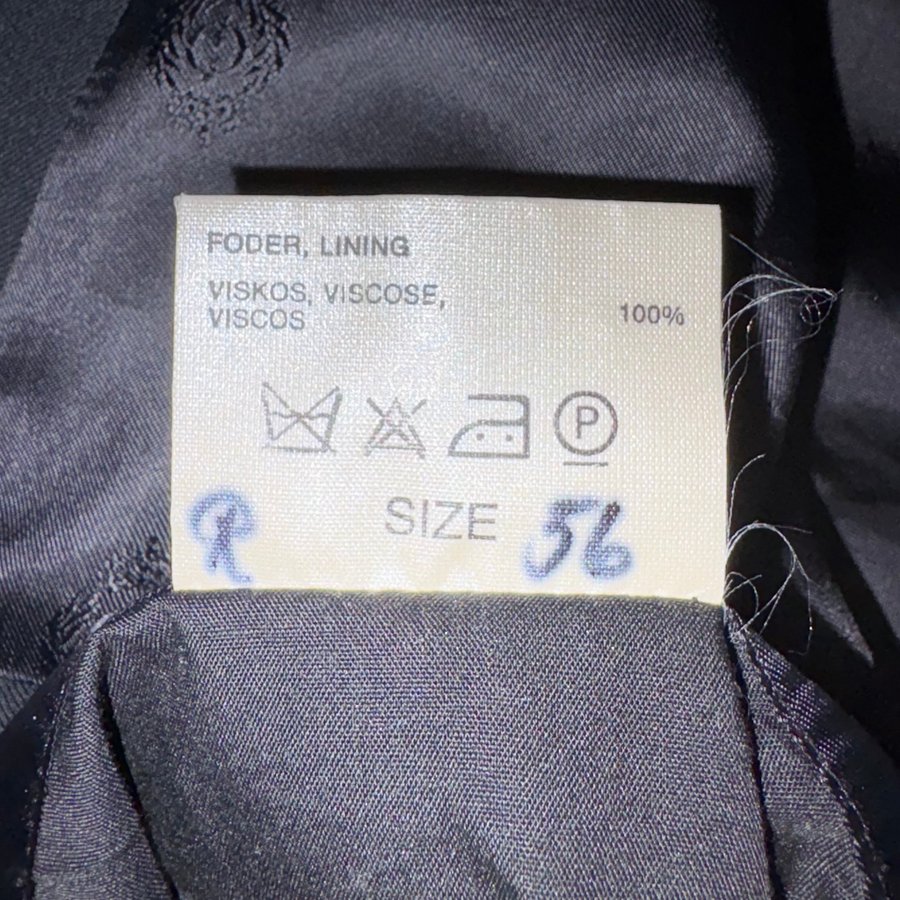 FODER, LINING
VISKOS, VISCOSE,
VISCOS 100%
P
R SIZE 56